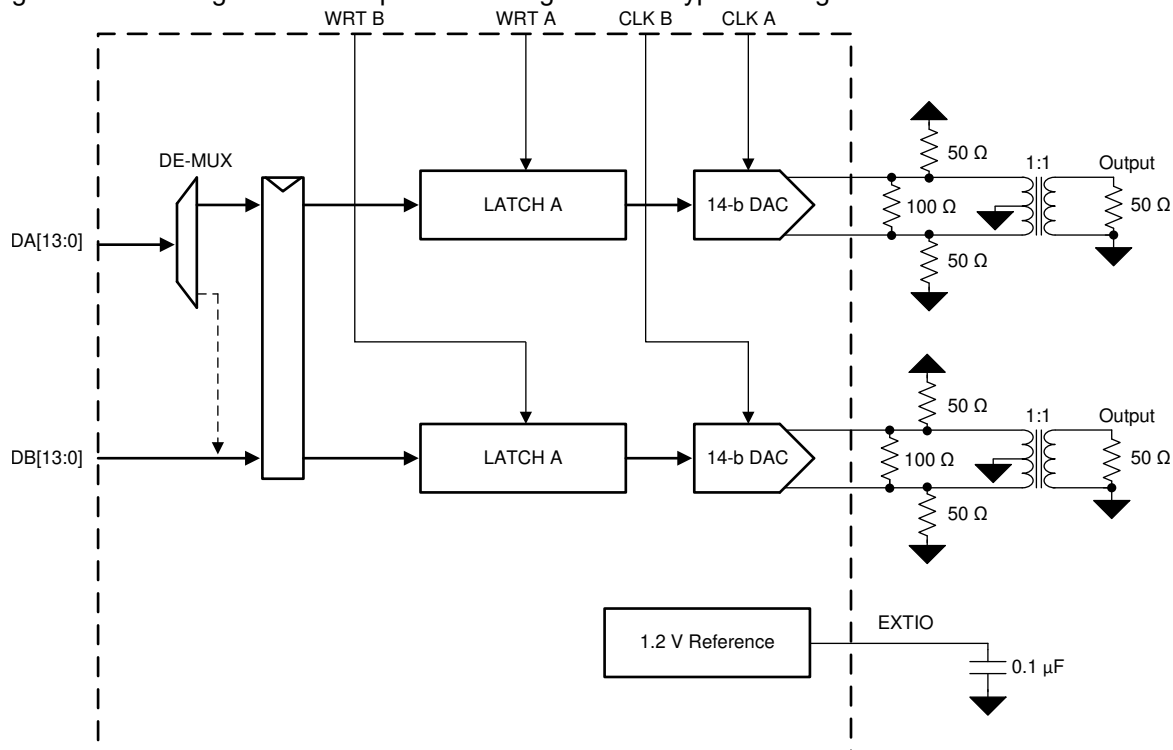 WRT B WRT A CLK B CLK A
DE-MUX
50 Ω
1:1 Output
LATCH A 14-b DAC 100 Ω 50 Ω
DA[13:0]
50 Ω
50 Ω
1:1 Output
DB[13:0] LATCH A 14-b DAC 100 Ω 50 Ω
50 Ω
EXTIO
1.2 V Reference
0.1 µF